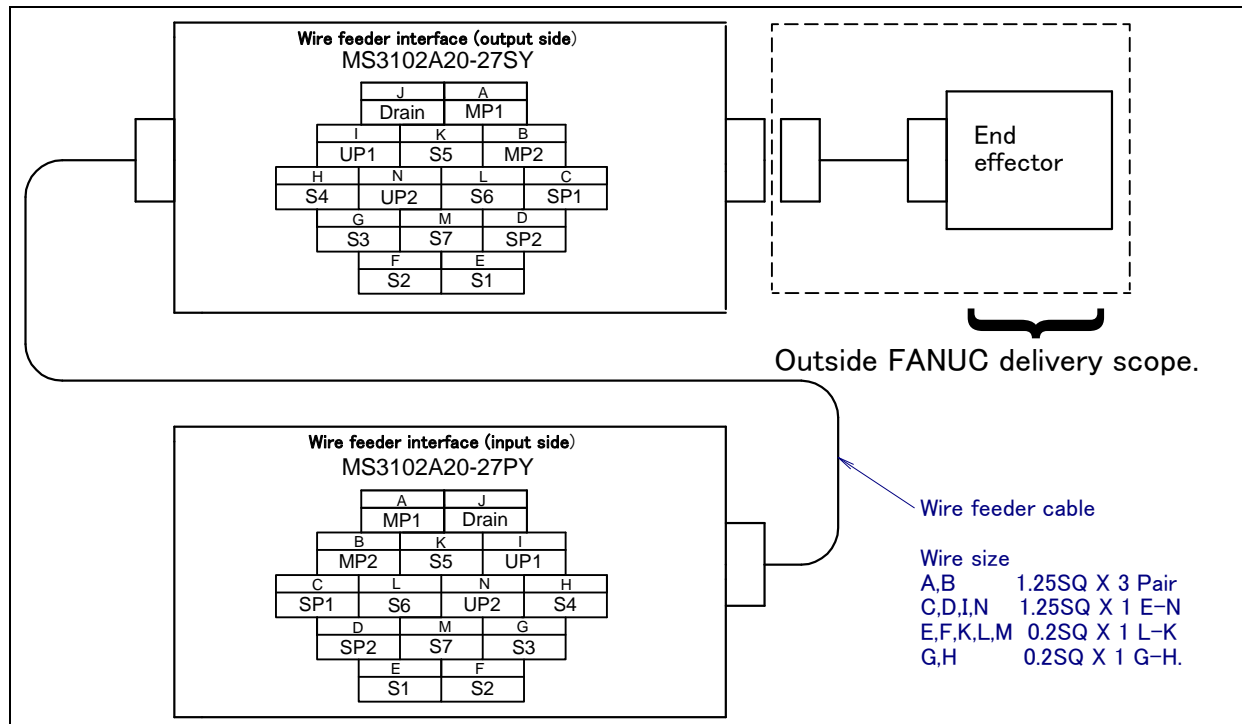 Wire feeder interface (output side)
MS3102A20-27SY
J A
Drain MP1
I K B
UP1 S5 MP2
H N L C
S4 UP2 S6 SP1
G M D
S3 S7 SP2
F E
S2 S1
End
effector
Outside FANUC delivery scope.
Wire feeder interface (input side)
MS3102A20-27PY
A J
MP1 Drain
B K I
MP2 S5 UP1
C L N H
SP1 S6 UP2 S4
D M G
SP2 S7 S3
E F
S1 S2
Wire feeder cable
Wire size
A,B 1.25SQ X 3 Pair
C,D,I,N 1.25SQ X 1 E-N
E,F,K,L,M 0.2SQ X 1 L-K
G,H 0.2SQ X 1 G-H.